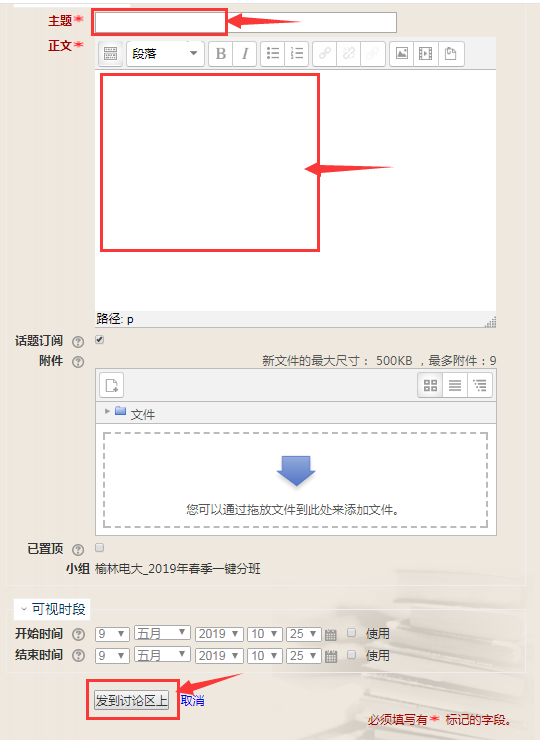 主题*
正文*
段落 B I
路径: p
话题订阅
附件 新文件的最大尺寸： 500KB ，最多附件：9
文件
您可以通过拖放文件到此处来添加文件。
已置顶
小组 榆林电大_2019年春季一键分班
可视时段
开始时间 9 五月 2019 10 25 使用
结束时间 9 五月 2019 10 25 使用
发到讨论区上 取消
必须填写有* 标记的字段。